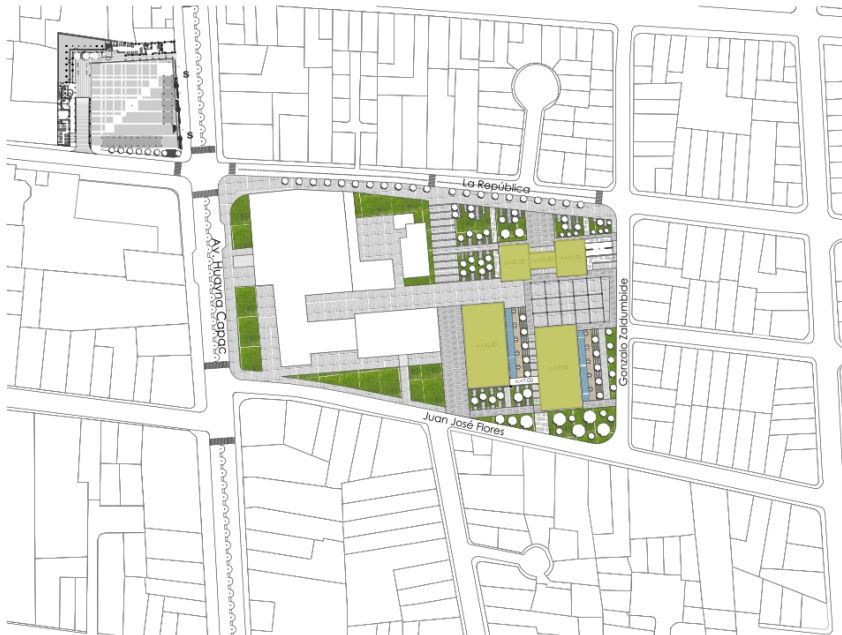 S
S
La República
Av. Huayna Capac
Gonzalo Zaldumbide
Juan José Flores